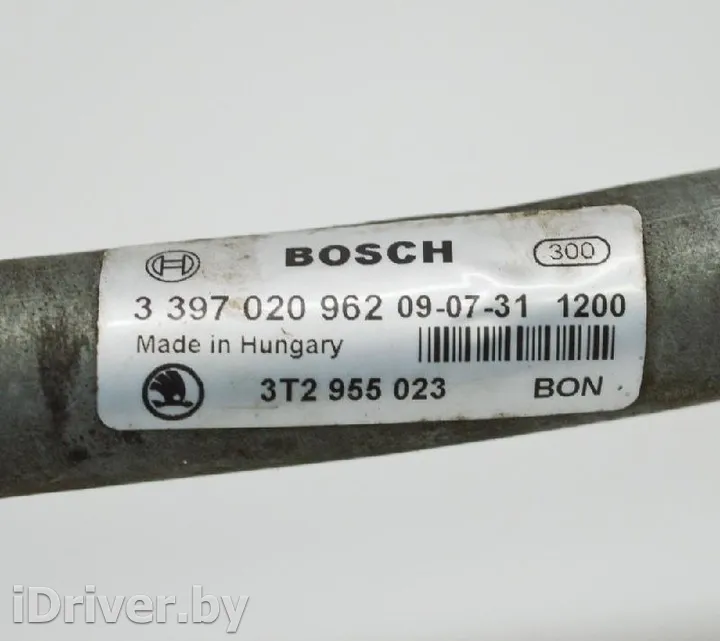 BOSCH 300
3 397 020 962 09-07-31 1200
Made in Hungary
3T2 955 023 BON
iDriver.by